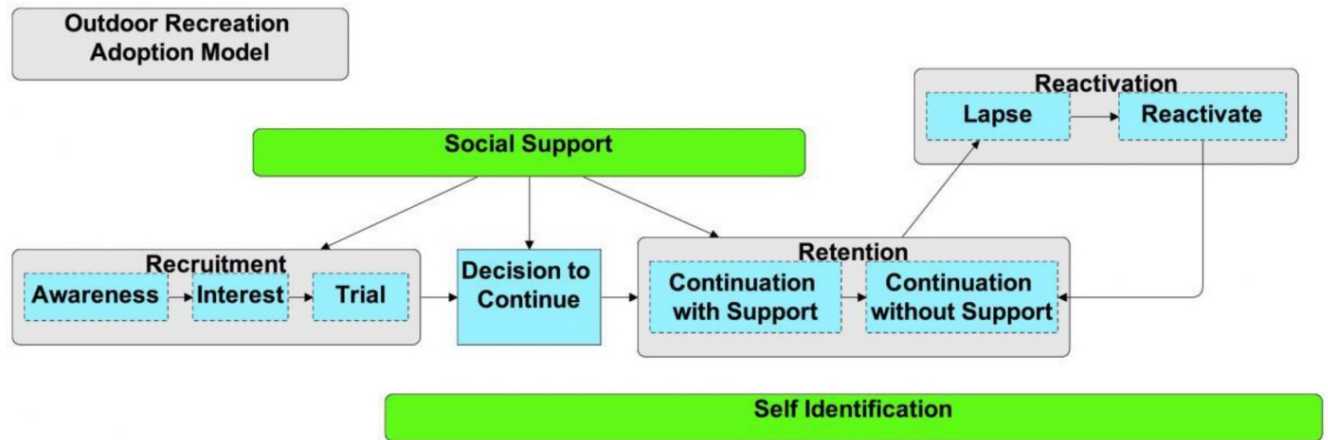 Outdoor Recreation
Adoption Model
Reactivation
Lapse
Reactivate
Social Support
Recruitment
Awareness
Interest
Trial
Decision to
Continue
Retention
Continuation
with Support
Continuation
without Support
Self Identification